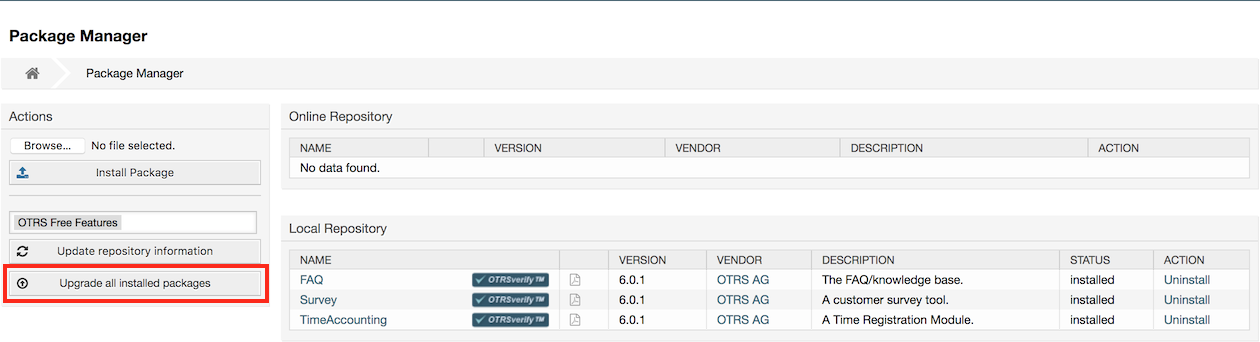 Package Manager
Package Manager
Actions
Browse... No file selected.
Install Package
OTRS Free Features
Update repository information
Upgrade all installed packages
Online Repository
NAME VERSION VENDOR DESCRIPTION ACTION
No data found.
Local Repository
NAME VERSION VENDOR DESCRIPTION STATUS ACTION
FAQ OTRSverify™ 6.0.1 OTRS AG The FAQ/knowledge base. installed Uninstall
Survey OTRSverify™ 6.0.1 OTRS AG A customer survey tool. installed Uninstall
TimeAccounting OTRSverify™ 6.0.1 OTRS AG A Time Registration Module. installed Uninstall